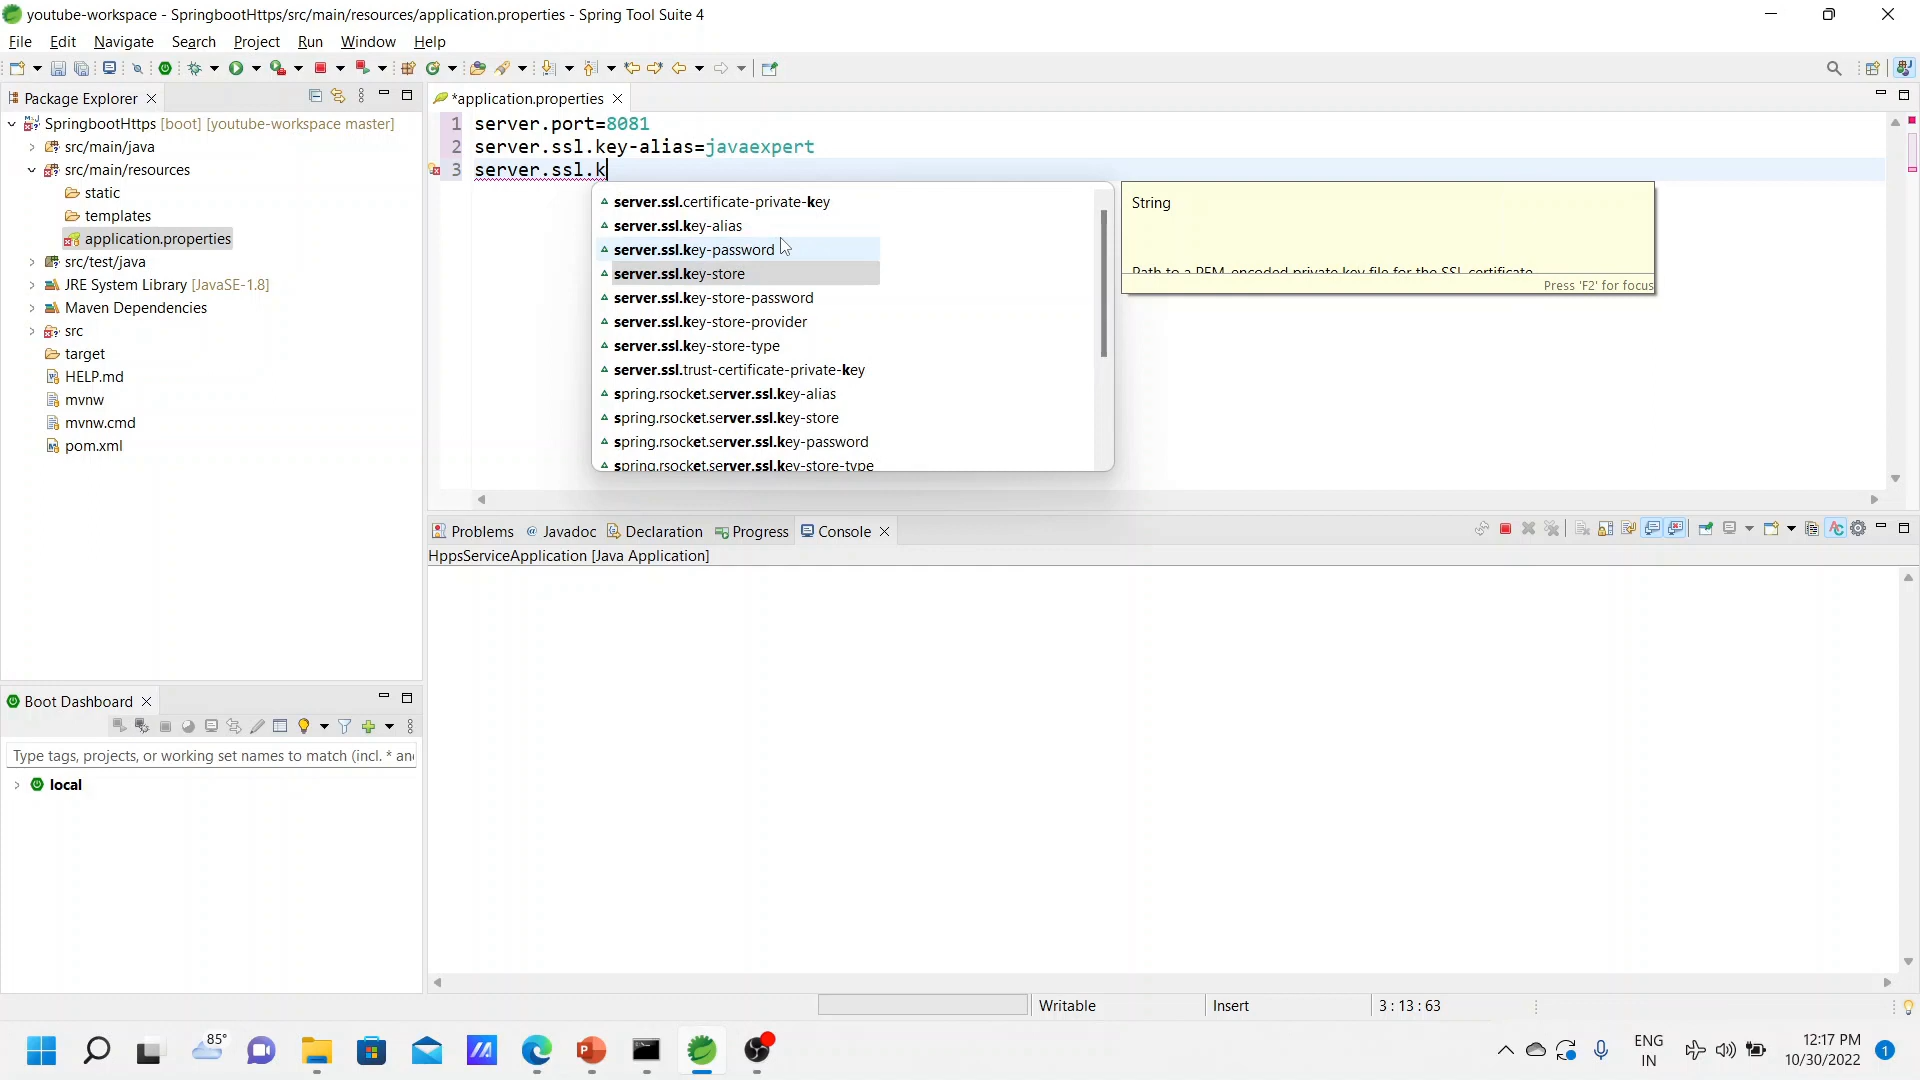 youtube-workspace - SpringbootHttps/src/main/resources/application.properties - Spring Tool Suite 4
File Edit Navigate Search Project Run Window Help
Package Explorer
*application.properties
SpringbootHttps [boot] [youtube-workspace master]
src/main/java
src/main/resources
static
templates
application.properties
src/test/java
JRE System Library [JavaSE-1.8]
Maven Dependencies
src
target
HELP.md
mvnw
mvnw.cmd
pom.xml
1 server.port=8081
2 server.ssl.key-alias=javaexpert
3 server.ssl.k
server.ssl.certificate-private-key
server.ssl.key-alias
server.ssl.key-password
server.ssl.key-store
server.ssl.key-store-password
server.ssl.key-store-provider
server.ssl.key-store-type
server.ssl.trust-certificate-private-key
spring.rsocket.server.ssl.key-alias
spring.rsocket.server.ssl.key-store
spring.rsocket.server.ssl.key-password
spring.rsocket.server.ssl.key-store-type
String
Path to a PEM-encoded private key file for the SSL certificate
Press 'F2' for focus
Problems Javadoc Declaration Progress Console
HppsServiceApplication [Java Application]
Boot Dashboard
Type tags, projects, or working set names to match (incl. * an
local
Writable Insert 3 : 13 : 63
85°
ENG
IN
12:17 PM
10/30/2022
1